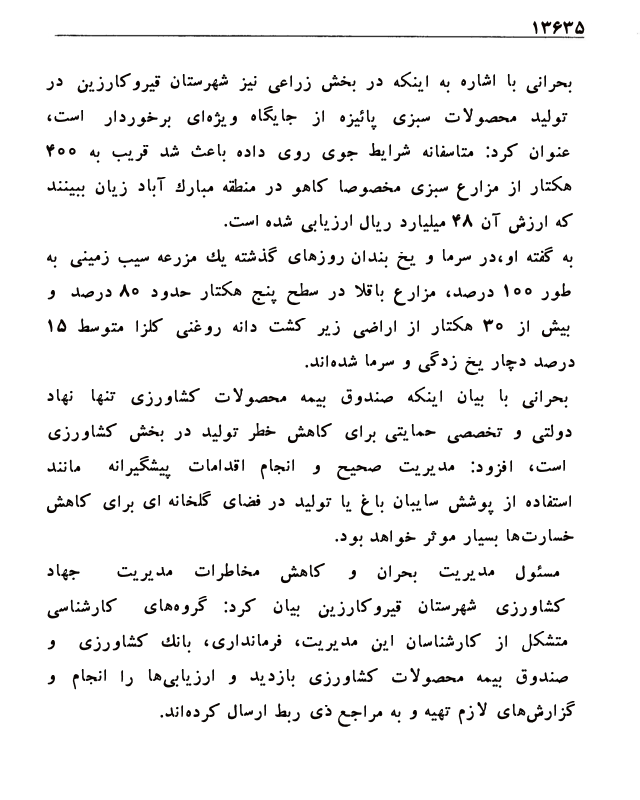 ۱۳۶۳۵
بحرانی با اشاره به اینکه در بخش زراعی نیز شهرستان قیروکارزین در
تولید محصولات سبزی پائیزه از جایگاه ویژه‌ای برخوردار است،
عنوان کرد: متاسفانه شرایط جوی روی داده باعث شد قریب به ۴۰۰
هکتار از مزارع سبزی مخصوصا کاهو در منطقه مبارك آباد زیان ببینند
که ارزش آن ۴۸ میلیارد ریال ارزیابی شده است.
به گفته او،در سرما و یخ بندان روزهای گذشته یك مزرعه سیب زمینی به
طور ۱۰۰ درصد، مزارع باقلا در سطح پنج هکتار حدود ۸۰ درصد و
بیش از ۳۰ هکتار از اراضی زیر کشت دانه روغنی کلزا متوسط ۱۵
درصد دچار یخ زدگی و سرما شده‌اند.
بحرانی با بیان اینکه صندوق بیمه محصولات کشاورزی تنها نهاد
دولتی و تخصصی حمایتی برای کاهش خطر تولید در بخش کشاورزی
است، افزود: مدیریت صحیح و انجام اقدامات پیشگیرانه مانند
استفاده از پوشش سایبان باغ یا تولید در فضای گلخانه ای برای کاهش
خسارت‌ها بسیار موثر خواهد بود.
مسئول مدیریت بحران و کاهش مخاطرات مدیریت جهاد
کشاورزی شهرستان قیروکارزین بیان کرد: گروه‌های کارشناسی
متشکل از کارشناسان این مدیریت، فرمانداری، بانك کشاورزی و
صندوق بیمه محصولات کشاورزی بازدید و ارزیابی‌ها را انجام و
گزارش‌های لازم تهیه و به مراجع ذی ربط ارسال کرده‌اند.